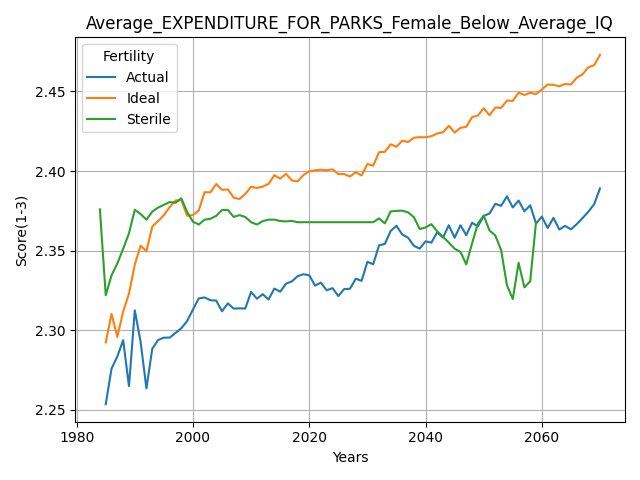 Average_EXPENDITURE_FOR_PARKS_Female_Below_Average_IQ
Fertility
Actual
Ideal
Sterile
Score(1-3)
2.45
2.40
2.35
2.30
2.25
1980 2000 2020 2040 2060
Years